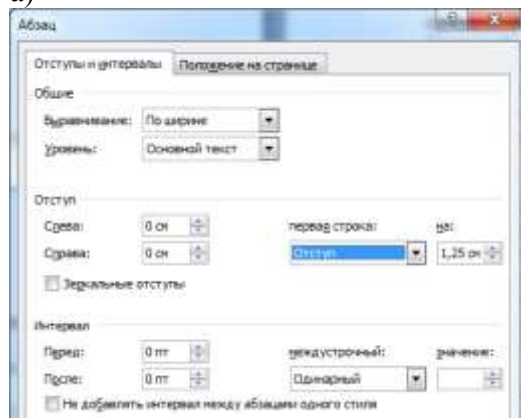 а)
Абзац
Отступы и интервалы Положение на странице
Общие
Выравнивание: По ширине
Уровень: Основной текст
Отступ
Слева: 0 см первая строка: на:
Справа: 0 см Отступ 1,25 см
Зеркальные отступы
Интервал
Перед: 0 пт междустрочный: значение:
После: 0 пт Одинарный
Не добавлять интервал между абзацами одного стиля